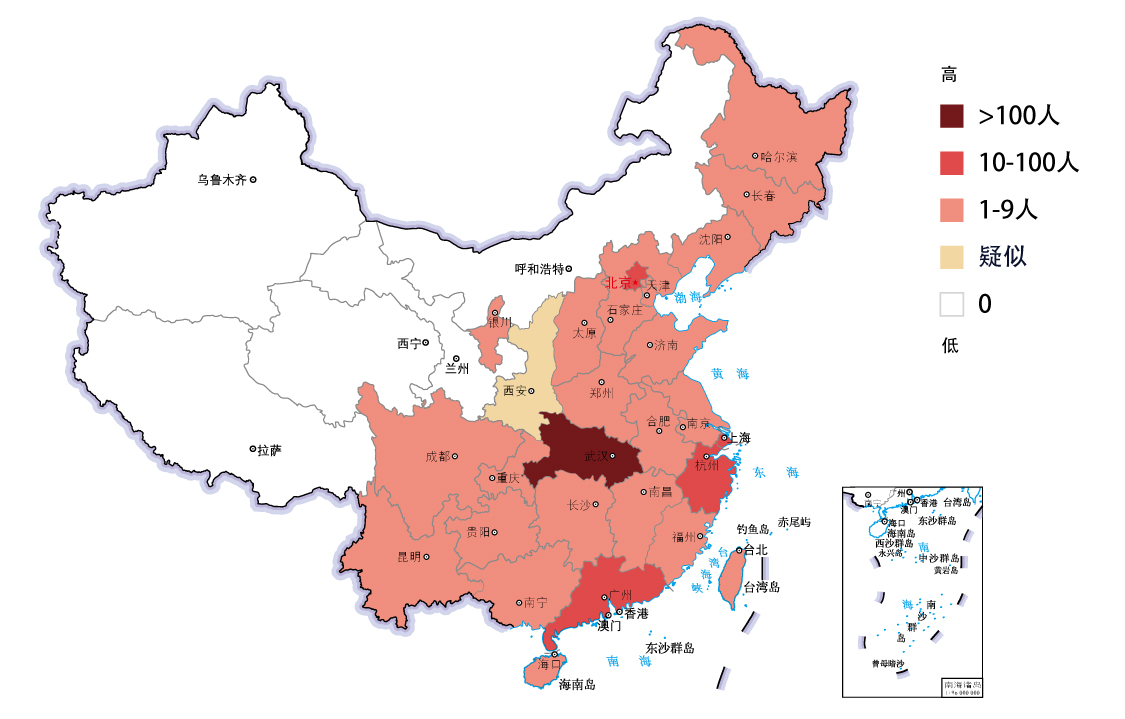 高
>100人
10-100人
1-9人
疑似
0
低
哈尔滨
乌鲁木齐
长春
沈阳
呼和浩特
北京
天津
渤海
石家庄
银川
太原
西宁
济南
兰州
黄海
西安
郑州
合肥
南京
上海
拉萨
成都
武汉
杭州
东海
重庆
南昌
长沙
赤尾屿
钓鱼岛
贵阳
福州
台北
昆明
台湾海峡
台湾岛
南宁
广州
香港
澳门
东沙群岛
海口
南海
海南岛
南宁
广州
香港
台湾岛
澳门
海口
东沙群岛
海南岛
西沙群岛
南
永兴岛
中沙群岛
黄岩岛
海
南沙群岛
曾母暗沙
南海诸岛